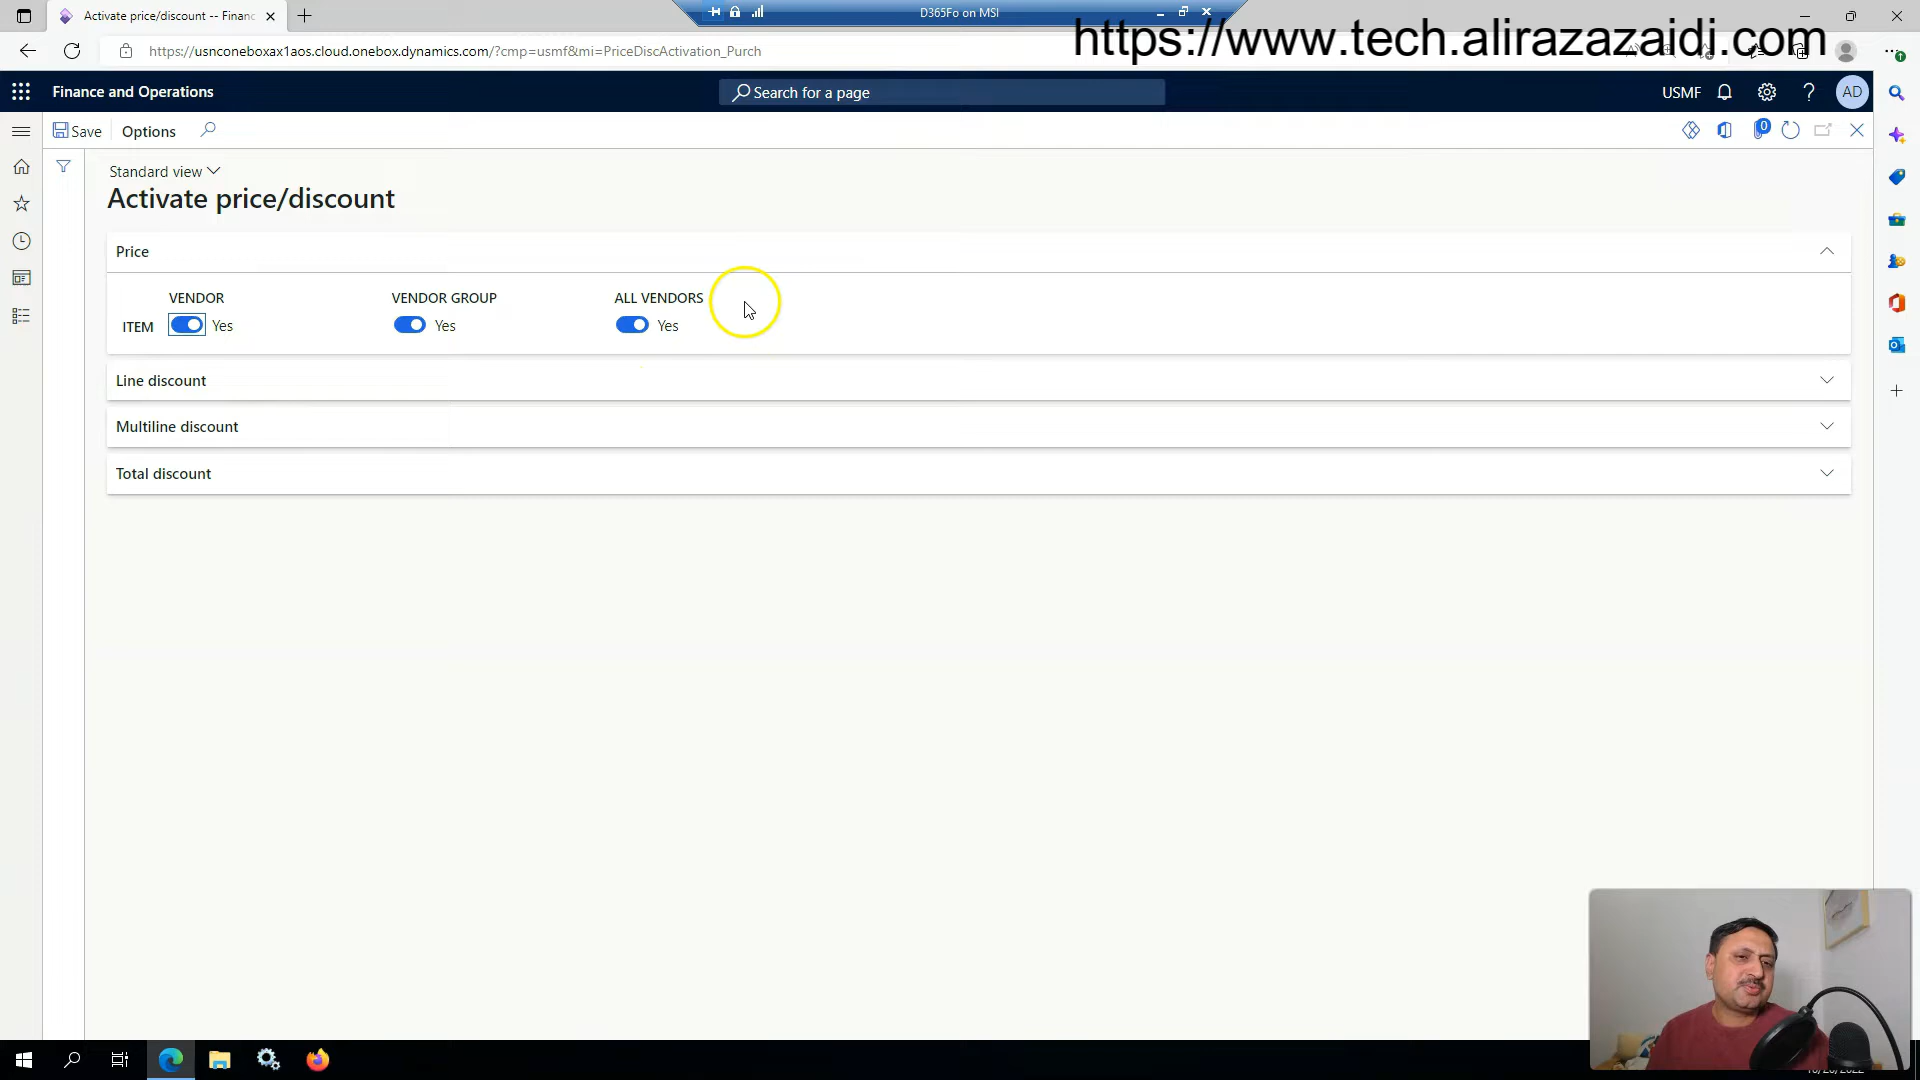 Activate price/discount -- Financ
D365Fo on MSI
https://www.tech.alirazazaidi.com
https://usnconeboxax1aos.cloud.onebox.dynamics.com/?cmp=usmf&mi=PriceDiscActivation_Purch
Finance and Operations
Search for a page
USMF
AD
Save
Options
0
Standard view
Activate price/discount
Price
VENDOR
VENDOR GROUP
ALL VENDORS
ITEM
Yes
Yes
Yes
Line discount
Multiline discount
Total discount